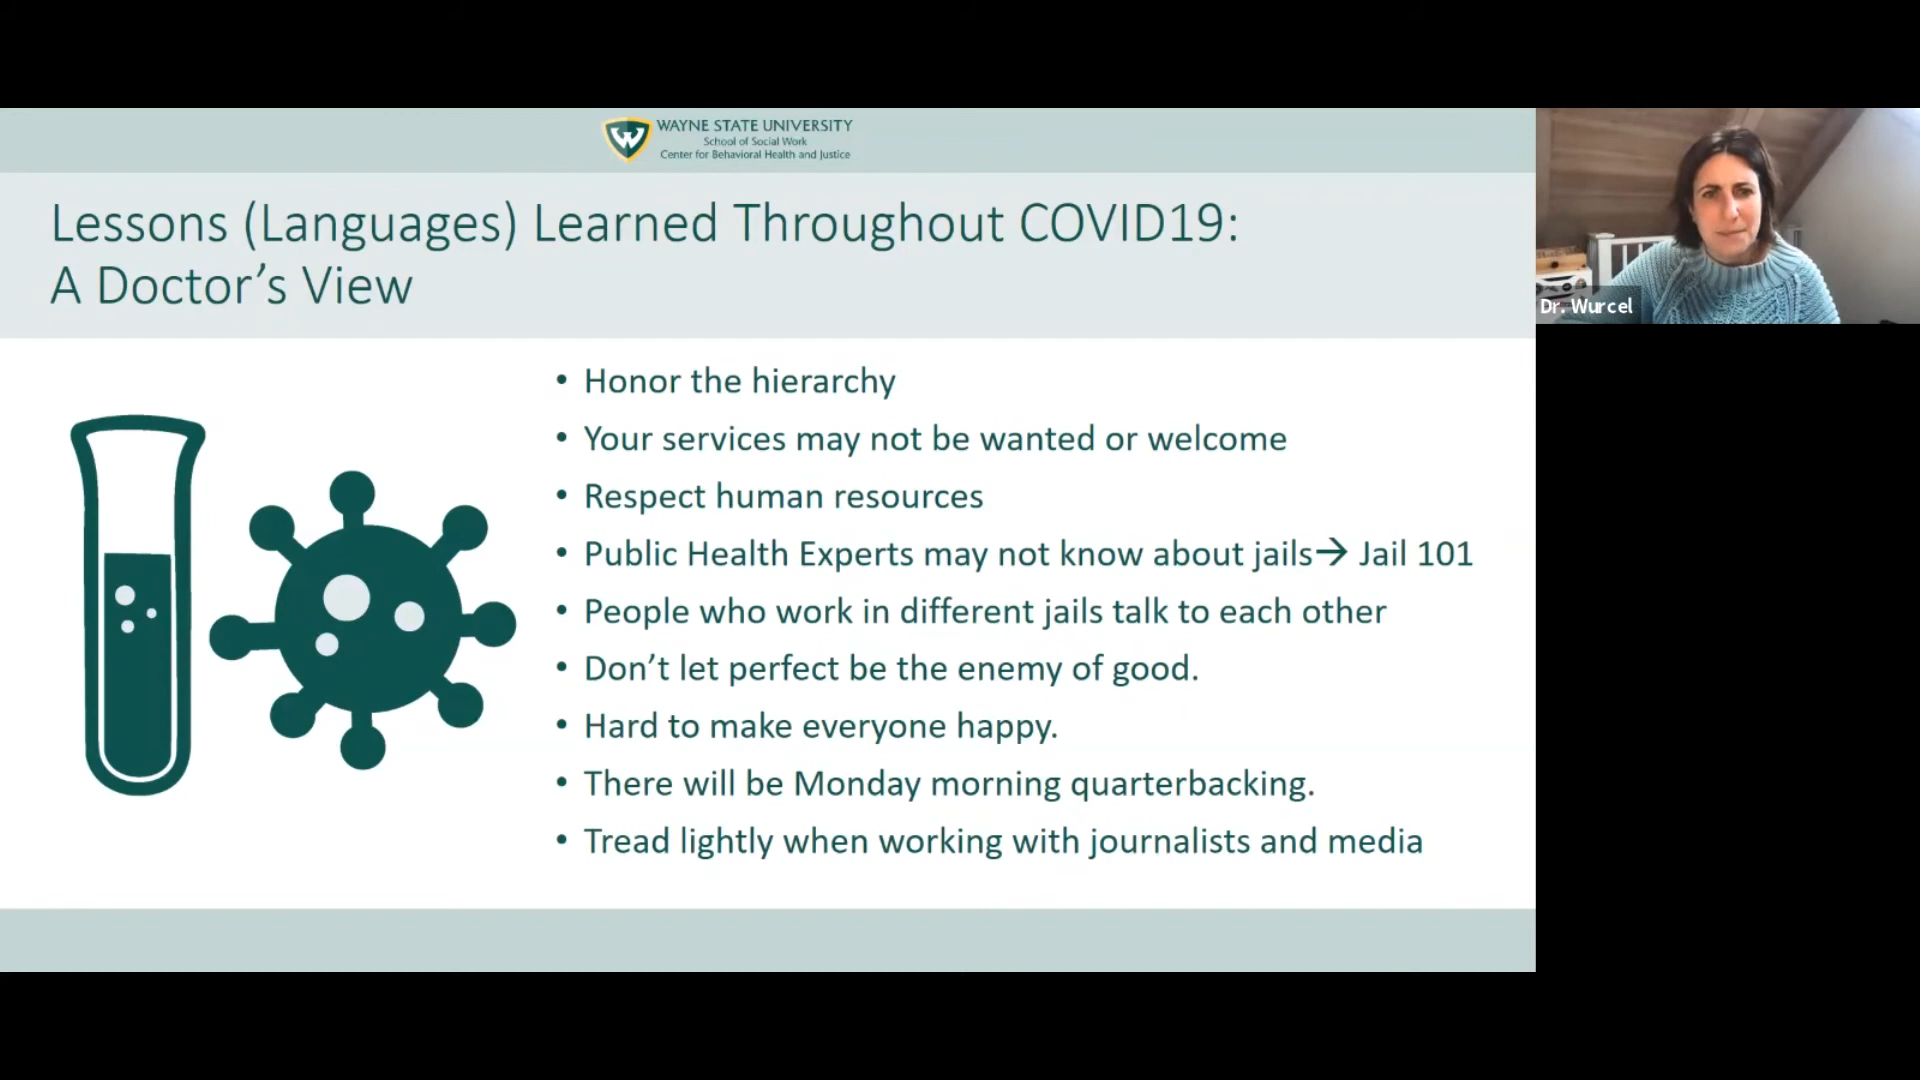 WAYNE STATE UNIVERSITY
School of Social Work
Center for Behavioral Health and Justice
Lessons (Languages) Learned Throughout COVID19:
A Doctor’s View
• Honor the hierarchy
• Your services may not be wanted or welcome
• Respect human resources
• Public Health Experts may not know about jails→ Jail 101
• People who work in different jails talk to each other
• Don’t let perfect be the enemy of good.
• Hard to make everyone happy.
• There will be Monday morning quarterbacking.
• Tread lightly when working with journalists and media
Dr. Wurcel